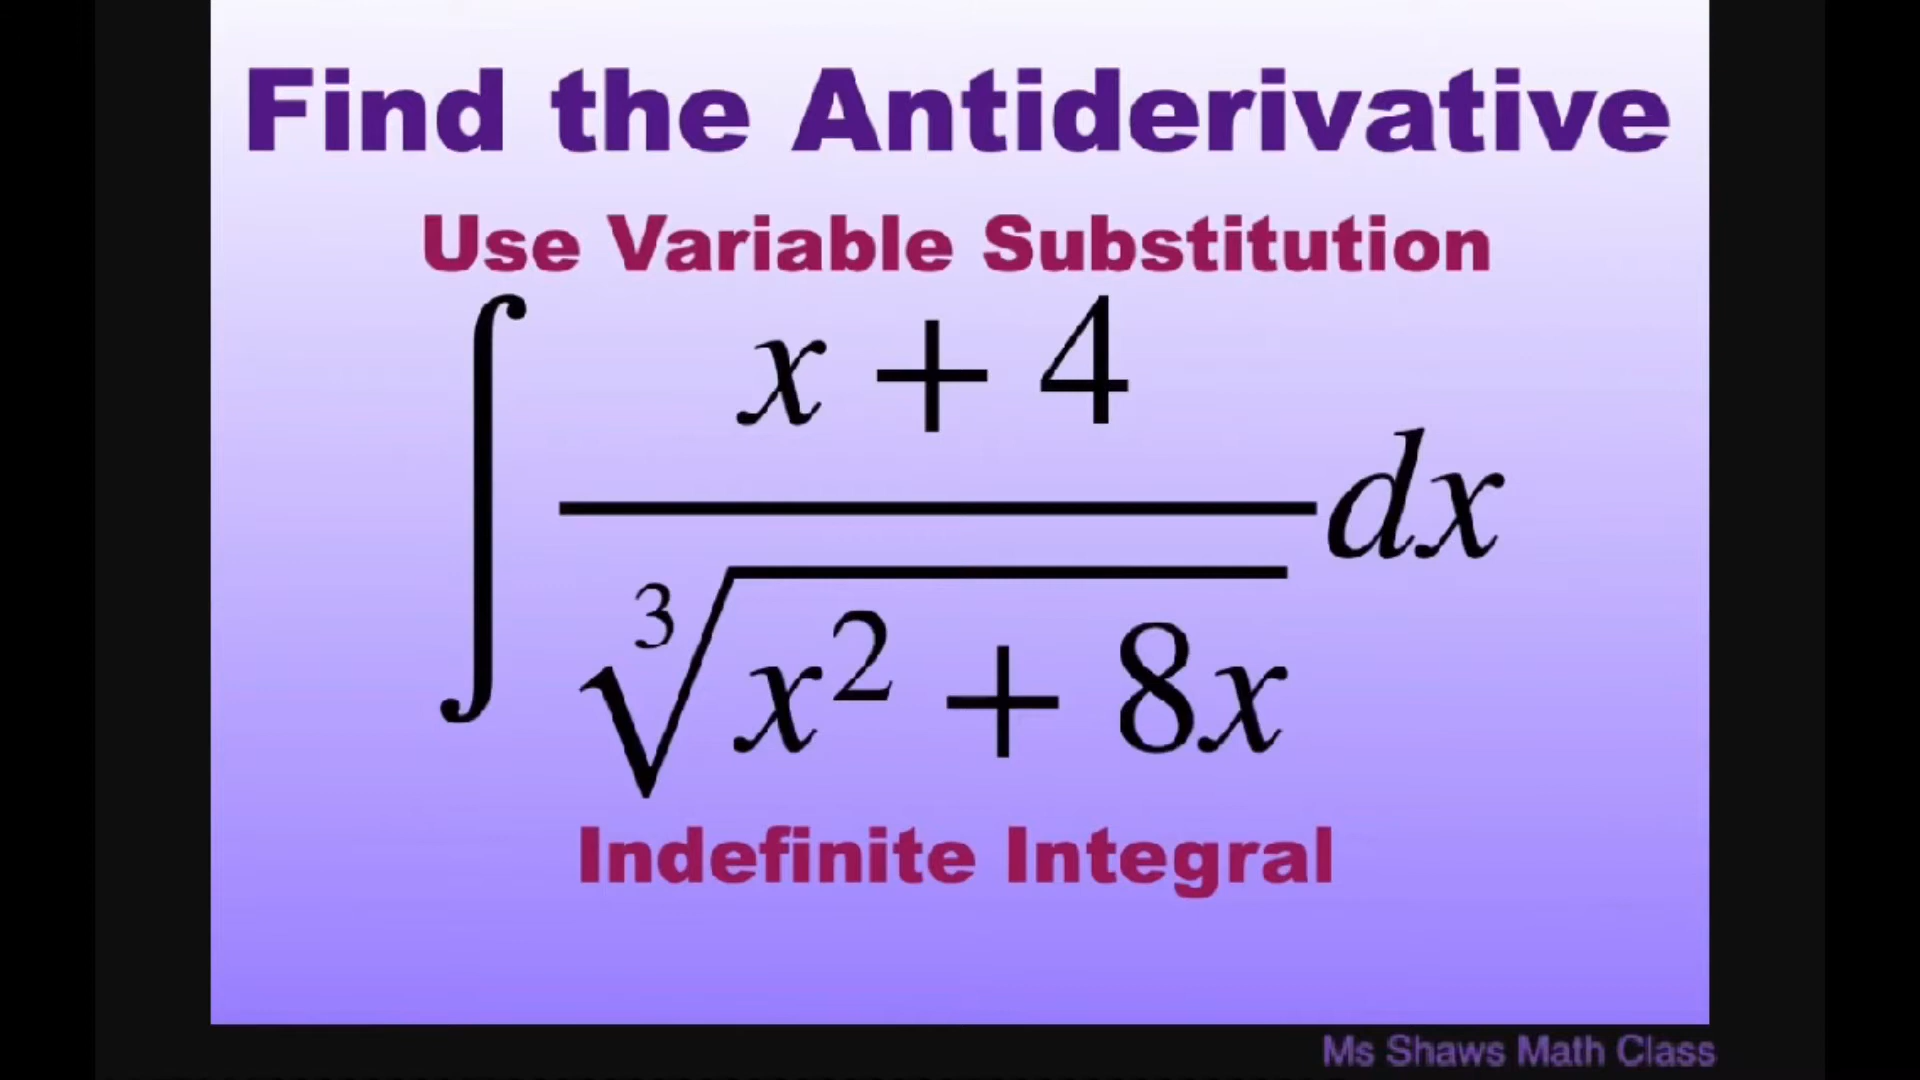 Find the Antiderivative
Use Variable Substitution
∫ (x + 4) / ∛(x² + 8x) dx
Indefinite Integral
Ms Shaws Math Class